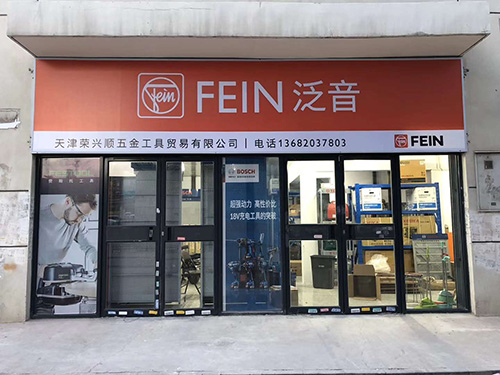 fein
FEIN 泛音
天津荣兴顺五金工具贸易有限公司 | 电话13682037803
FEIN
BOSCH
超强动力 高性价比
18V充电工具的突破